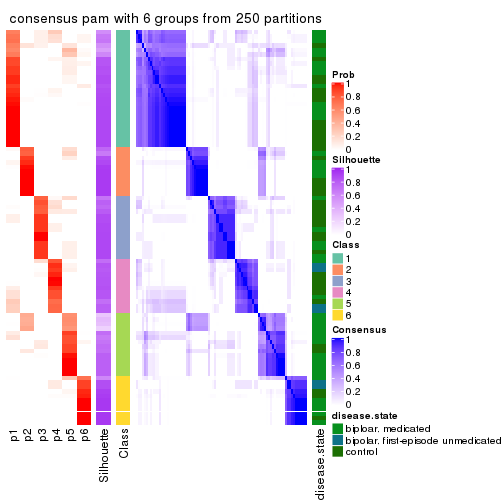 consensus pam with 6 groups from 250 partitions
Prob
1
0.8
0.6
0.4
0.2
0
Silhouette
1
0.8
0.6
0.4
0.2
0
Class
1
2
3
4
5
6
Consensus
1
0.8
0.6
0.4
0.2
0
disease.state
biploar. medicated
bipolar. first-episode unmedicated
control
p1
p2
p3
p4
p5
p6
Silhouette
Class
disease.state